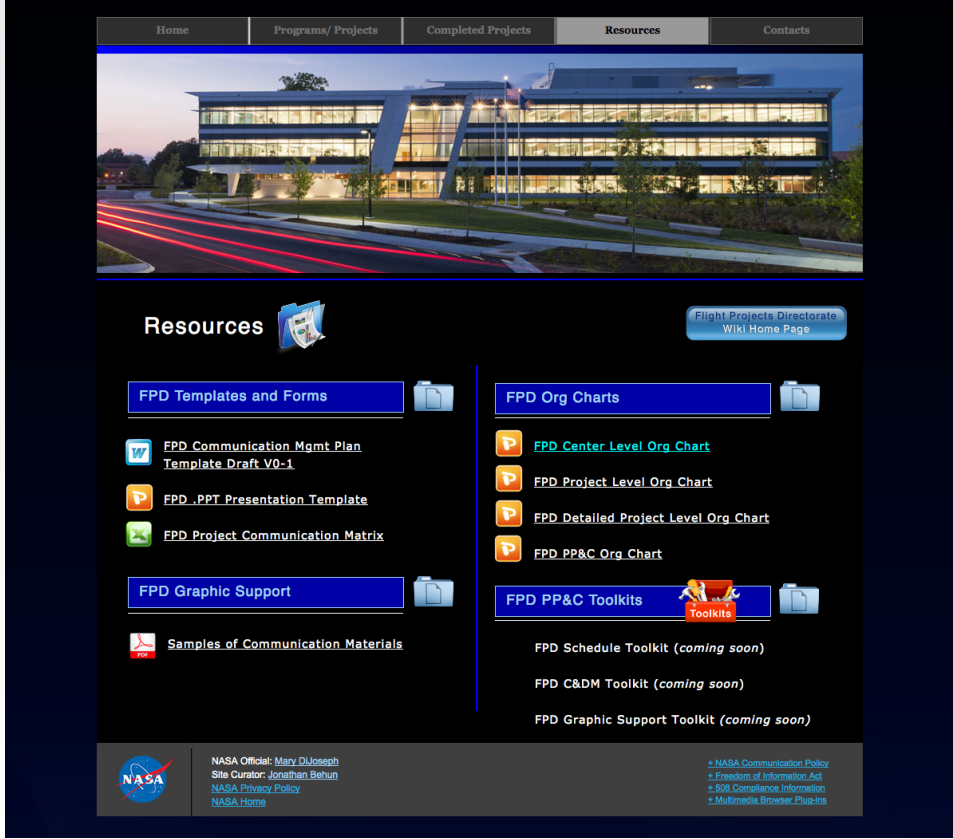 Home
Programs/ Projects
Completed Projects
Resources
Contacts
Resources
Flight Projects Directorate
Wiki Home Page
FPD Templates and Forms
W
FPD Communication Mgmt Plan
Template Draft V0-1
P
FPD .PPT Presentation Template
X
FPD Project Communication Matrix
FPD Graphic Support
PDF
Samples of Communication Materials
FPD Org Charts
P
FPD Center Level Org Chart
P
FPD Project Level Org Chart
P
FPD Detailed Project Level Org Chart
P
FPD PP&C Org Chart
FPD PP&C Toolkits
Toolkits
FPD Schedule Toolkit (coming soon)
FPD C&DM Toolkit (coming soon)
FPD Graphic Support Toolkit (coming soon)
NASA
NASA Official: Mary DiJoseph
Site Curator: Jonathan Behun
NASA Privacy Policy
NASA Home
+ NASA Communication Policy
+ Freedom of Information Act
+ 508 Compliance Information
+ Multimedia Browser Plug-ins